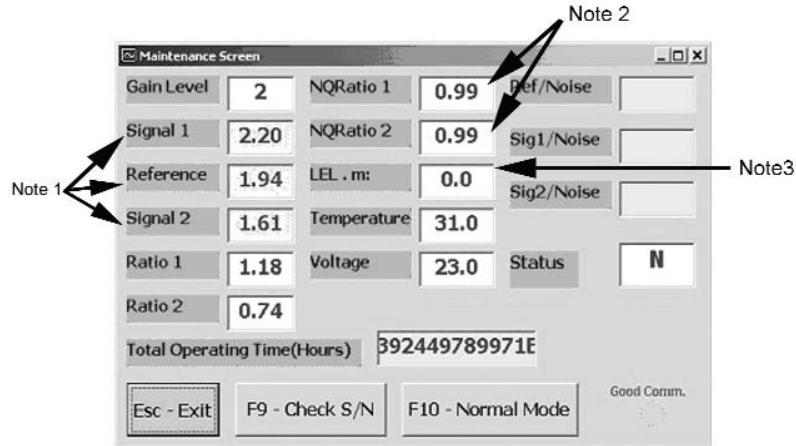 Note 2
Maintenance Screen
Gain Level 2 NQRatio 1 0.99 Ref/Noise
Signal 1 2.20 NQRatio 2 0.99 Sig1/Noise
Note 1 Reference 1.94 LEL . m: 0.0 Note3
Sig2/Noise
Signal 2 1.61 Temperature 31.0
Ratio 1 1.18 Voltage 23.0 Status N
Ratio 2 0.74
Total Operating Time(Hours) 392449789971E
Esc - Exit F9 - Check S/N F10 - Normal Mode Good Comm.